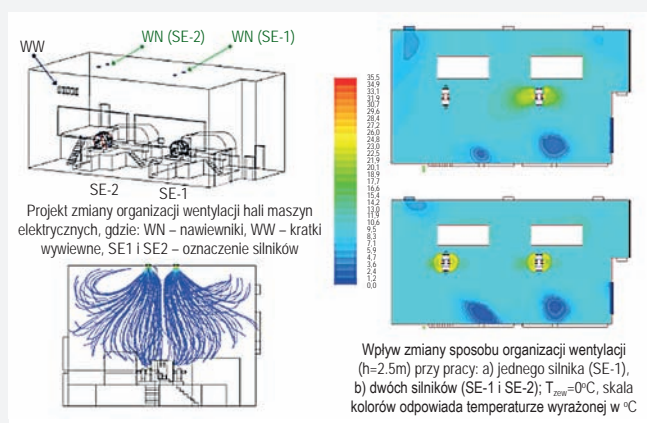 WW
WN (SE-2)
WN (SE-1)
SE-2
SE-1
Projekt zmiany organizacji wentylacji hali maszyn
elektrycznych, gdzie: WN – nawiewniki, WW – kratki
wywiewne, SE1 i SE2 – oznaczenie silników
35,5
34,3
33,1
31,9
30,7
29,6
28,4
27,2
26,0
24,8
23,0
22,5
21,9
20,1
18,9
17,7
16,6
15,4
14,2
13,0
11,9
10,6
9,5
8,3
7,1
5,9
4,7
3,6
2,4
1,2
0,0
Wpływ zmiany sposobu organizacji wentylacji
(h=2.5m) przy pracy: a) jednego silnika (SE-1),
b) dwóch silników (SE-1 i SE-2); Tzew=0ºC, skala
kolorów odpowiada temperaturze wyrażonej w ºC